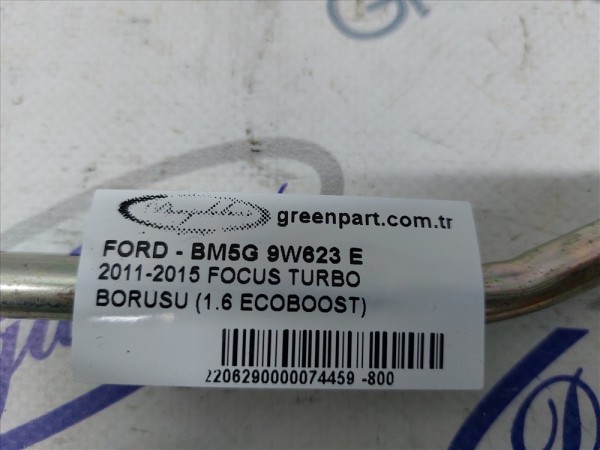 greenpart.com.tr
FORD - BM5G 9W623 E
2011-2015 FOCUS TURBO
BORUSU (1.6 ECOBOOST)
2206290000074459 -800